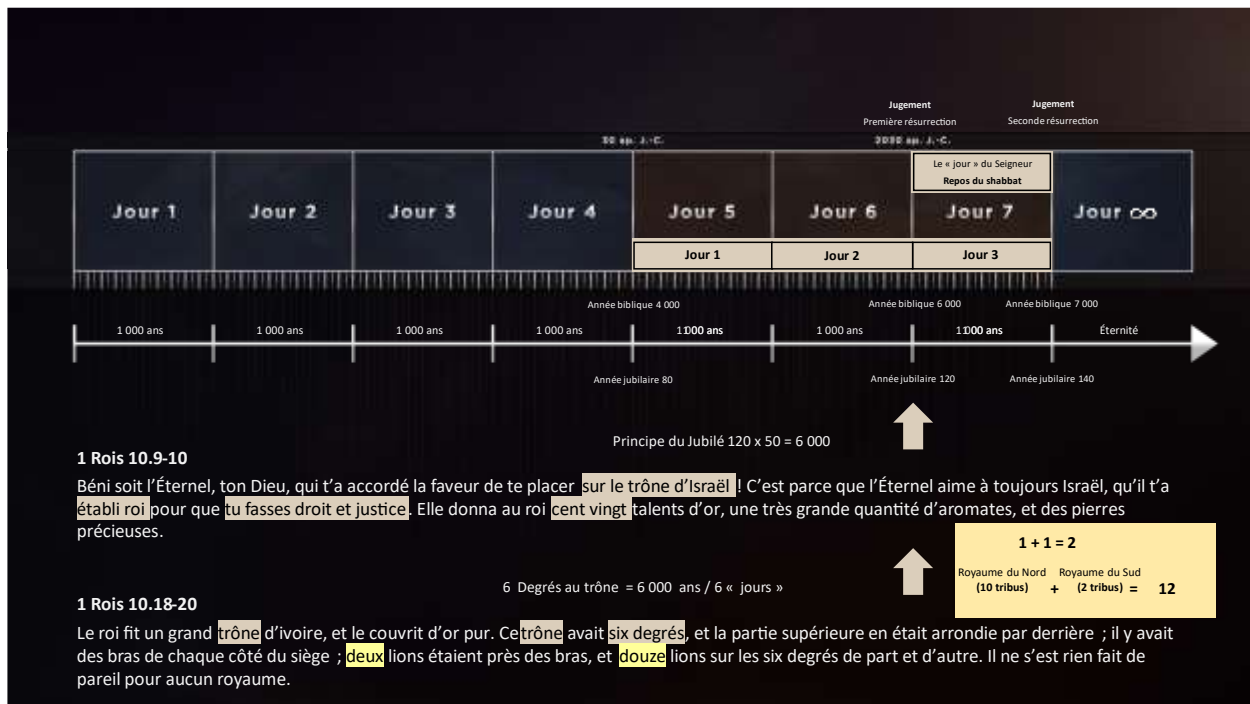 Jugement
Jugement
Première résurrection
Seconde résurrection
30 ap. J.-C.
2030 ap. J.-C.
Le « jour » du Seigneur
Repos du shabbat
Jour 1
Jour 2
Jour 3
Jour 4
Jour 5
Jour 6
Jour 7
Jour ∞
Jour 1
Jour 2
Jour 3
Année biblique 4 000
Année biblique 6 000
Année biblique 7 000
1 000 ans
1 000 ans
1 000 ans
1 000 ans
1 000 ans
1 000 ans
1 000 ans
Éternité
Année jubilaire 80
Année jubilaire 120
Année jubilaire 140
Principe du Jubilé 120 x 50 = 6 000
1 Rois 10.9-10
Béni soit l’Éternel, ton Dieu, qui t’a accordé la faveur de te placer sur le trône d’Israël ! C’est parce que l’Éternel aime à toujours Israël, qu’il t’a
établi roi pour que tu fasses droit et justice. Elle donna au roi cent vingt talents d’or, une très grande quantité d’aromates, et des pierres
précieuses.
1 + 1 = 2
Royaume du Nord Royaume du Sud
(10 tribus) + (2 tribus) = 12
6 Degrés au trône = 6 000 ans / 6 « jours »
1 Rois 10.18-20
Le roi fit un grand trône d’ivoire, et le couvrit d’or pur. Ce trône avait six degrés, et la partie supérieure en était arrondie par derrière ; il y avait
des bras de chaque côté du siège ; deux lions étaient près des bras, et douze lions sur les six degrés de part et d’autre. Il ne s’est rien fait de
pareil pour aucun royaume.